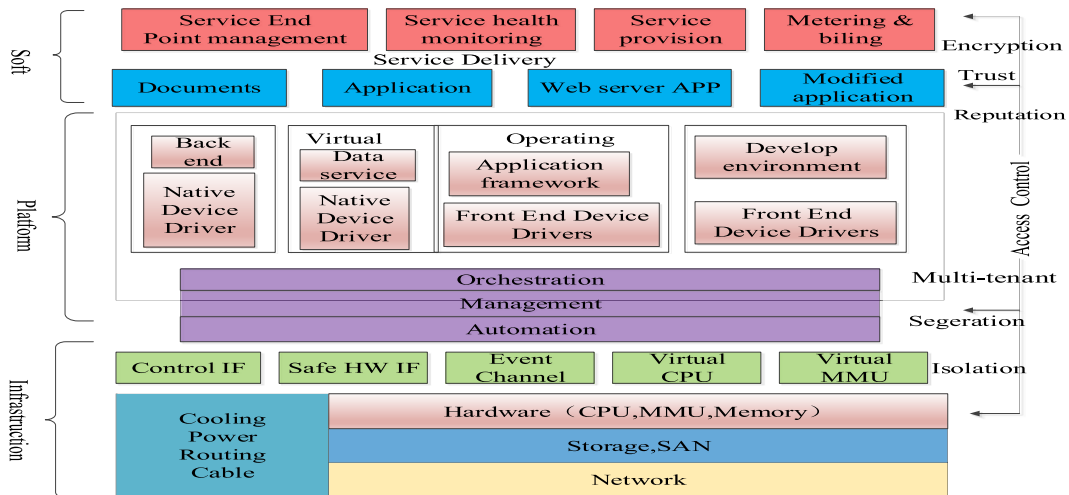 Service End
Point management
Service health
monitoring
Service
provision
Metering &
biling
Encryption
Soft
Service Delivery
Trust
Documents
Application
Web server APP
Modified
application
Reputation
Platform
Back
end
Native
Device
Driver
Virtual
Data
service
Native
Device
Driver
Operating
Application
framework
Front End Device
Drivers
Develop
environment
Front End
Device Drivers
Access Control
Orchestration
Multi-tenant
Management
Segeration
Automation
Infrastruction
Control IF
Safe HW IF
Event
Channel
Virtual
CPU
Virtual
MMU
Isolation
Cooling
Power
Routing
Cable
Hardware（CPU,MMU,Memory）
Storage,SAN
Network